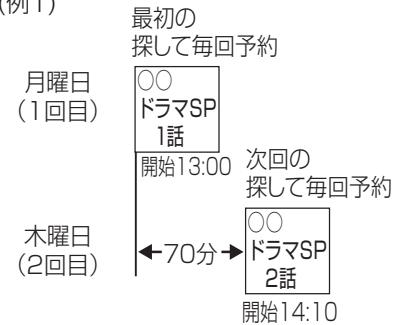 (例1)
最初の
探して毎回予約
月曜日
(1回目)
○○
ドラマSP
1話
開始13:00
次回の
探して毎回予約
木曜日
(2回目)
70分
○○
ドラマSP
2話
開始14:10